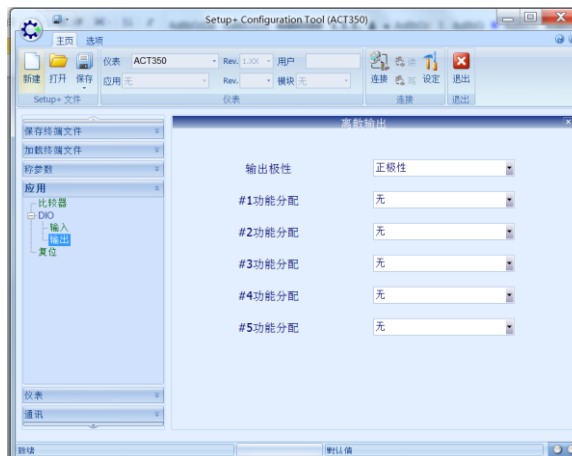 Setup+ Configuration Tool (ACT350)
主页 选项
仪表 ACT350 Rev. 1.XX 用户
新建 打开 保存 应用 无 Rev. 模块 无 连接 设定 退出
Setup+ 文件 仪表 连接 退出
离散输出
保存终端文件
加载终端文件
称参数
应用
比较器
DIO
输入
输出
复位
仪表
通讯
输出极性 正极性
#1功能分配 无
#2功能分配 无
#3功能分配 无
#4功能分配 无
#5功能分配 无
就绪 默认值